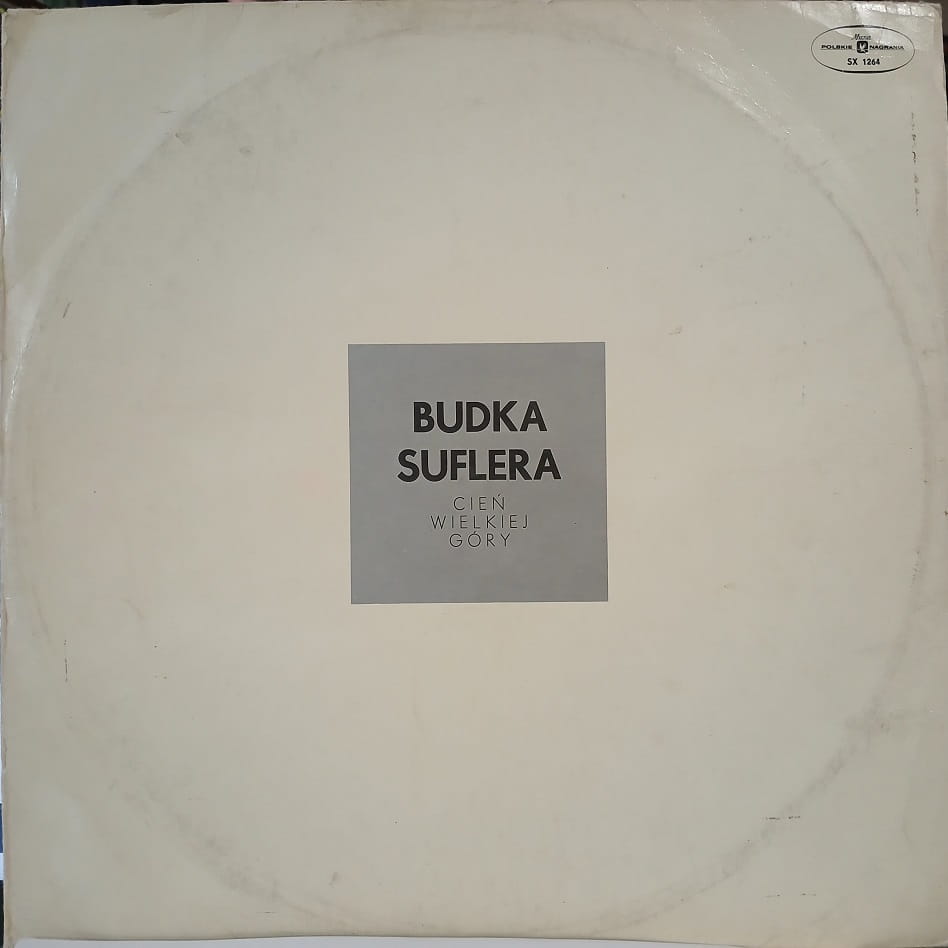 Muza
POLSKIE NAGRANIA
SX 1264
BUDKA
SUFLERA
CIEŃ
WIELKIEJ
GÓRY